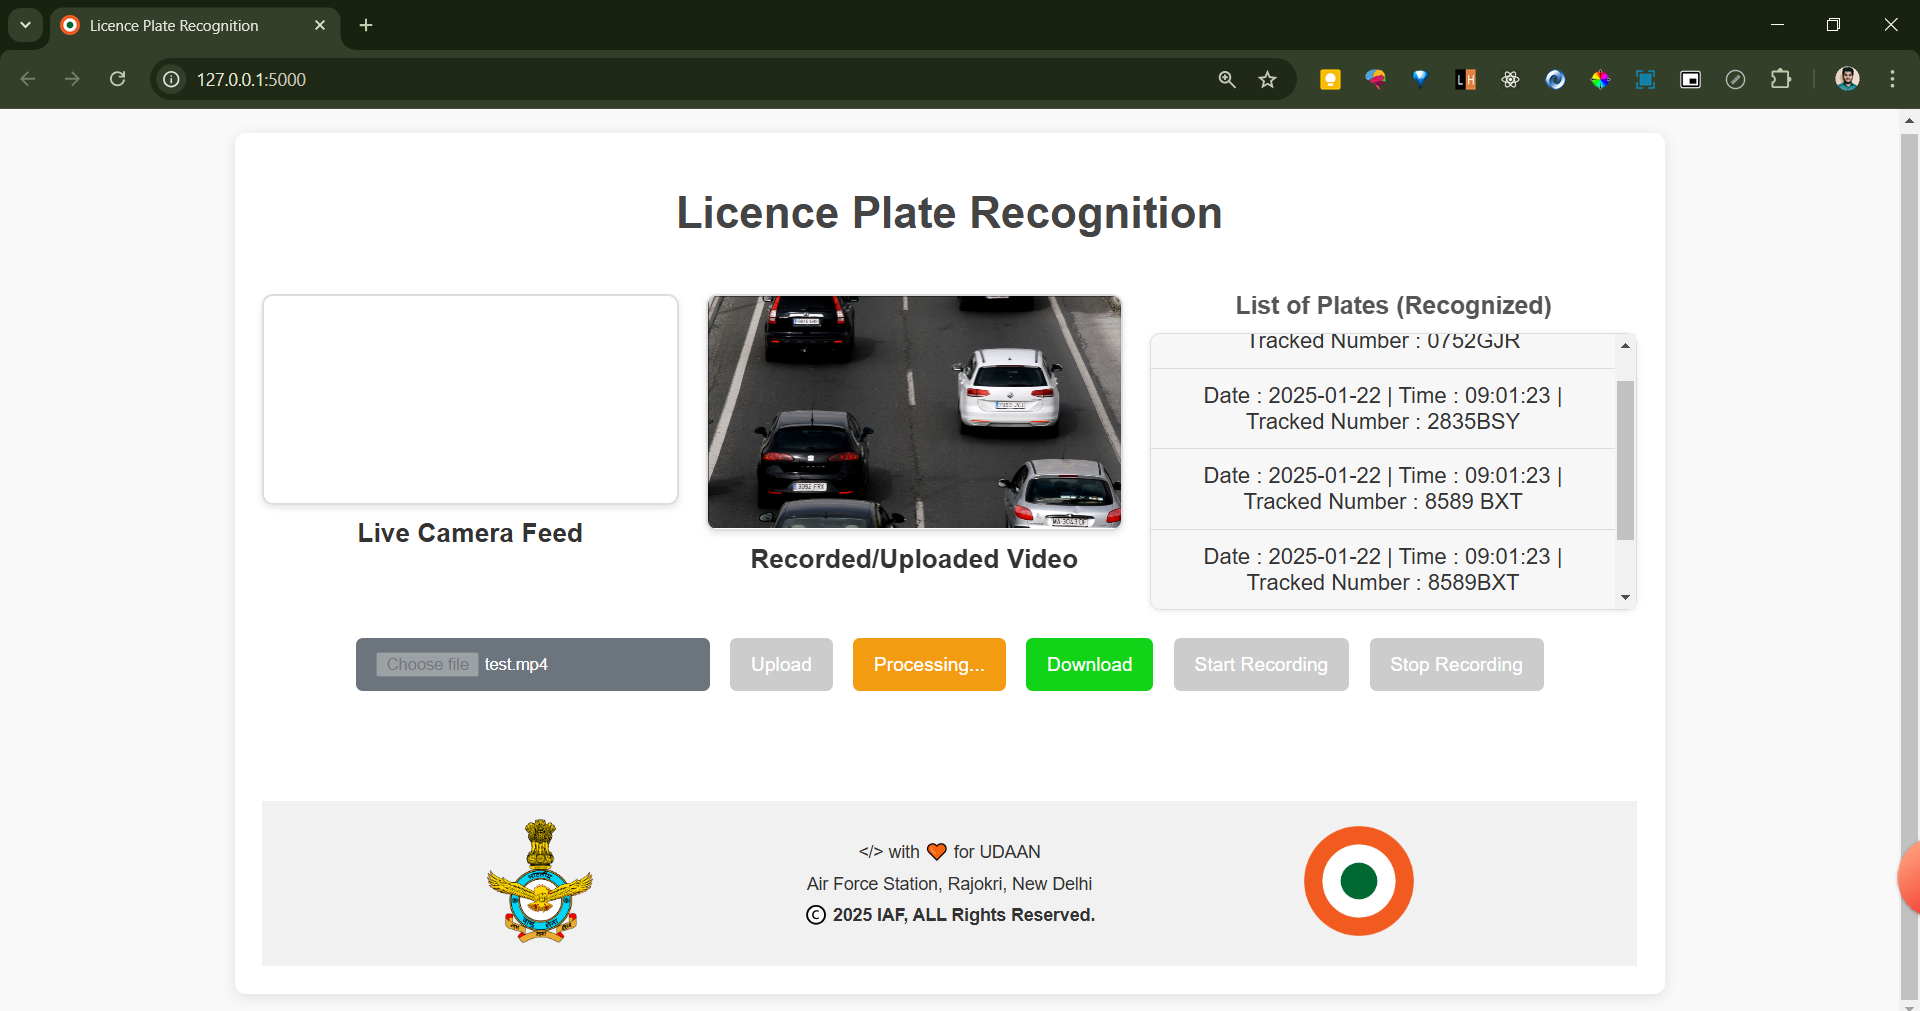 Licence Plate Recognition
127.0.0.1:5000
Licence Plate Recognition
Live Camera Feed
3092 FRX
Recorded/Uploaded Video
List of Plates (Recognized)
Tracked Number : 0752GJR
Date : 2025-01-22 | Time : 09:01:23 |
Tracked Number : 2835BSY
Date : 2025-01-22 | Time : 09:01:23 |
Tracked Number : 8589 BXT
Date : 2025-01-22 | Time : 09:01:23 |
Tracked Number : 8589BXT
Choose file test.mp4
Upload
Processing...
Download
Start Recording
Stop Recording
</> with 🧡 for UDAAN
Air Force Station, Rajokri, New Delhi
© 2025 IAF, ALL Rights Reserved.